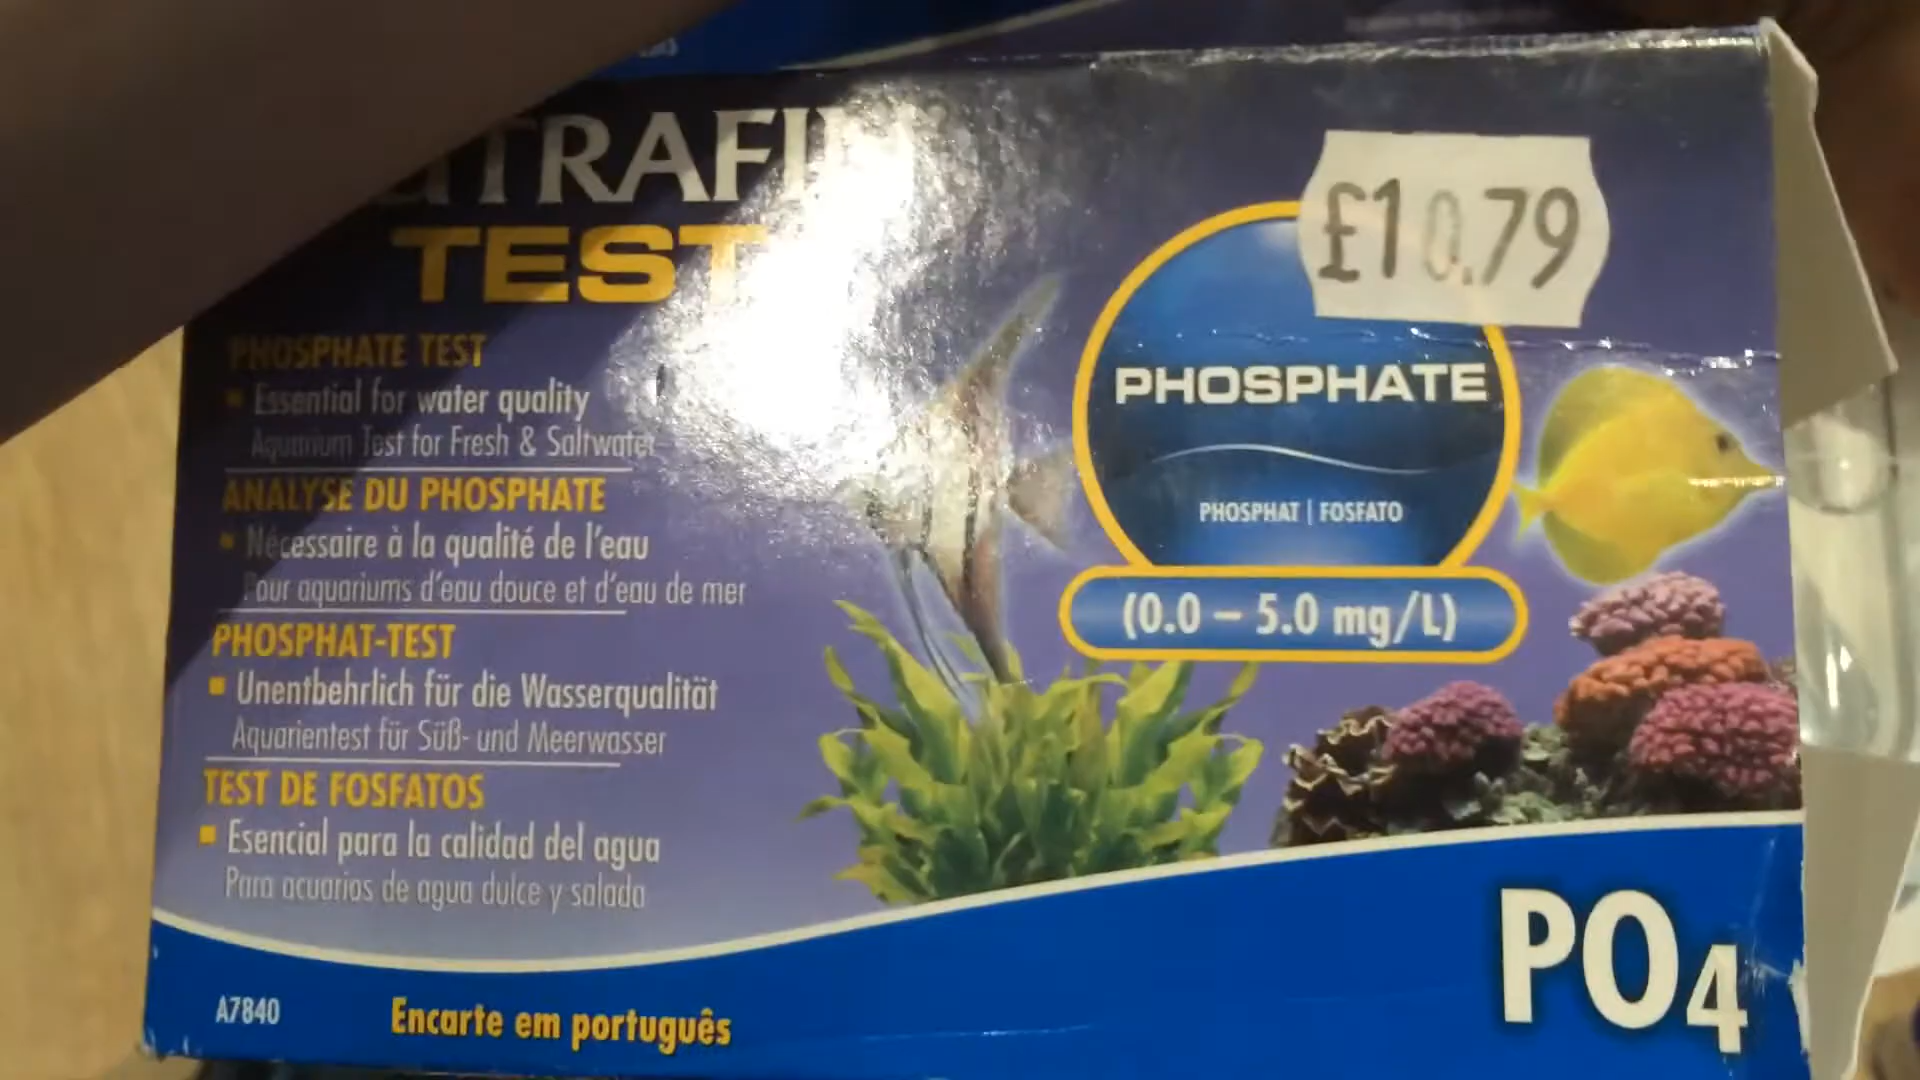 TRAFIN
TEST
£10.79
PHOSPHATE TEST
Essential for water quality
Aquarium Test for Fresh & Saltwater
ANALYSE DU PHOSPHATE
Nécessaire à la qualité de l'eau
Pour aquariums d'eau douce et d'eau de mer
PHOSPHAT-TEST
Unentbehrlich für die Wasserqualität
Aquarientest für Süß- und Meerwasser
TEST DE FOSFATOS
Esencial para la calidad del agua
Para acuarios de agua dulce y salada
PHOSPHATE
PHOSPHAT | FOSFATO
(0.0 – 5.0 mg/L)
PO4
A7840
Encarte em português